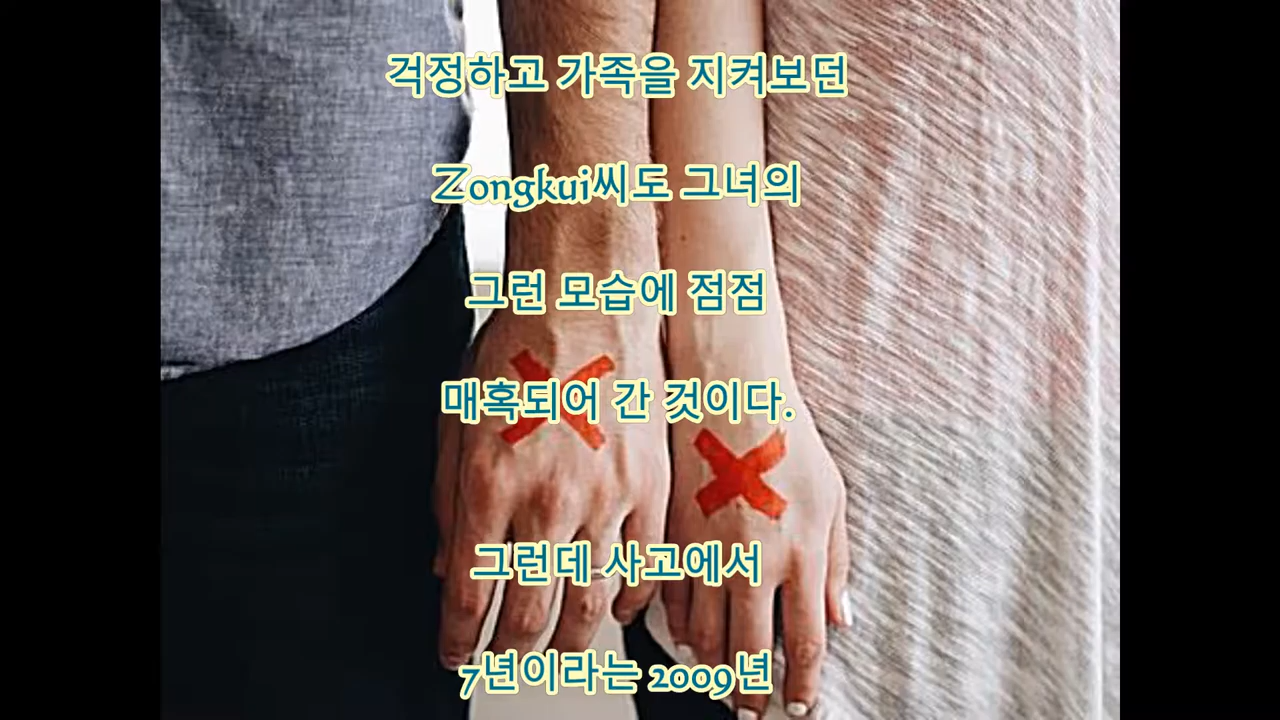 걱정하고 가족을 지켜보던
Zongkui씨도 그녀의
그런 모습에 점점
매혹되어 간 것이다.
그런데 사고에서
7년이라는 2009년